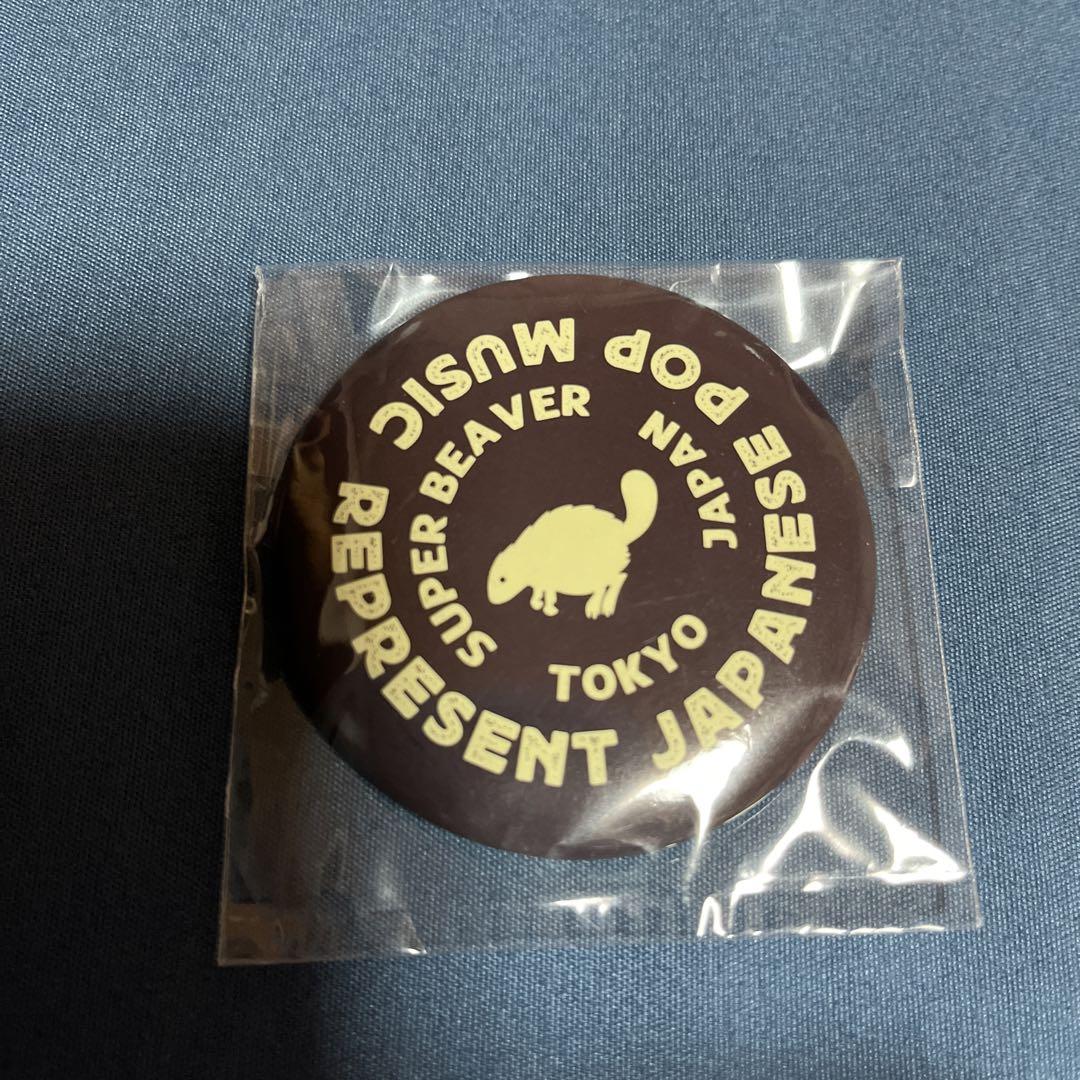 REPRESENT JAPANESE POP MUSIC
SUPER BEAVER
JAPAN
TOKYO